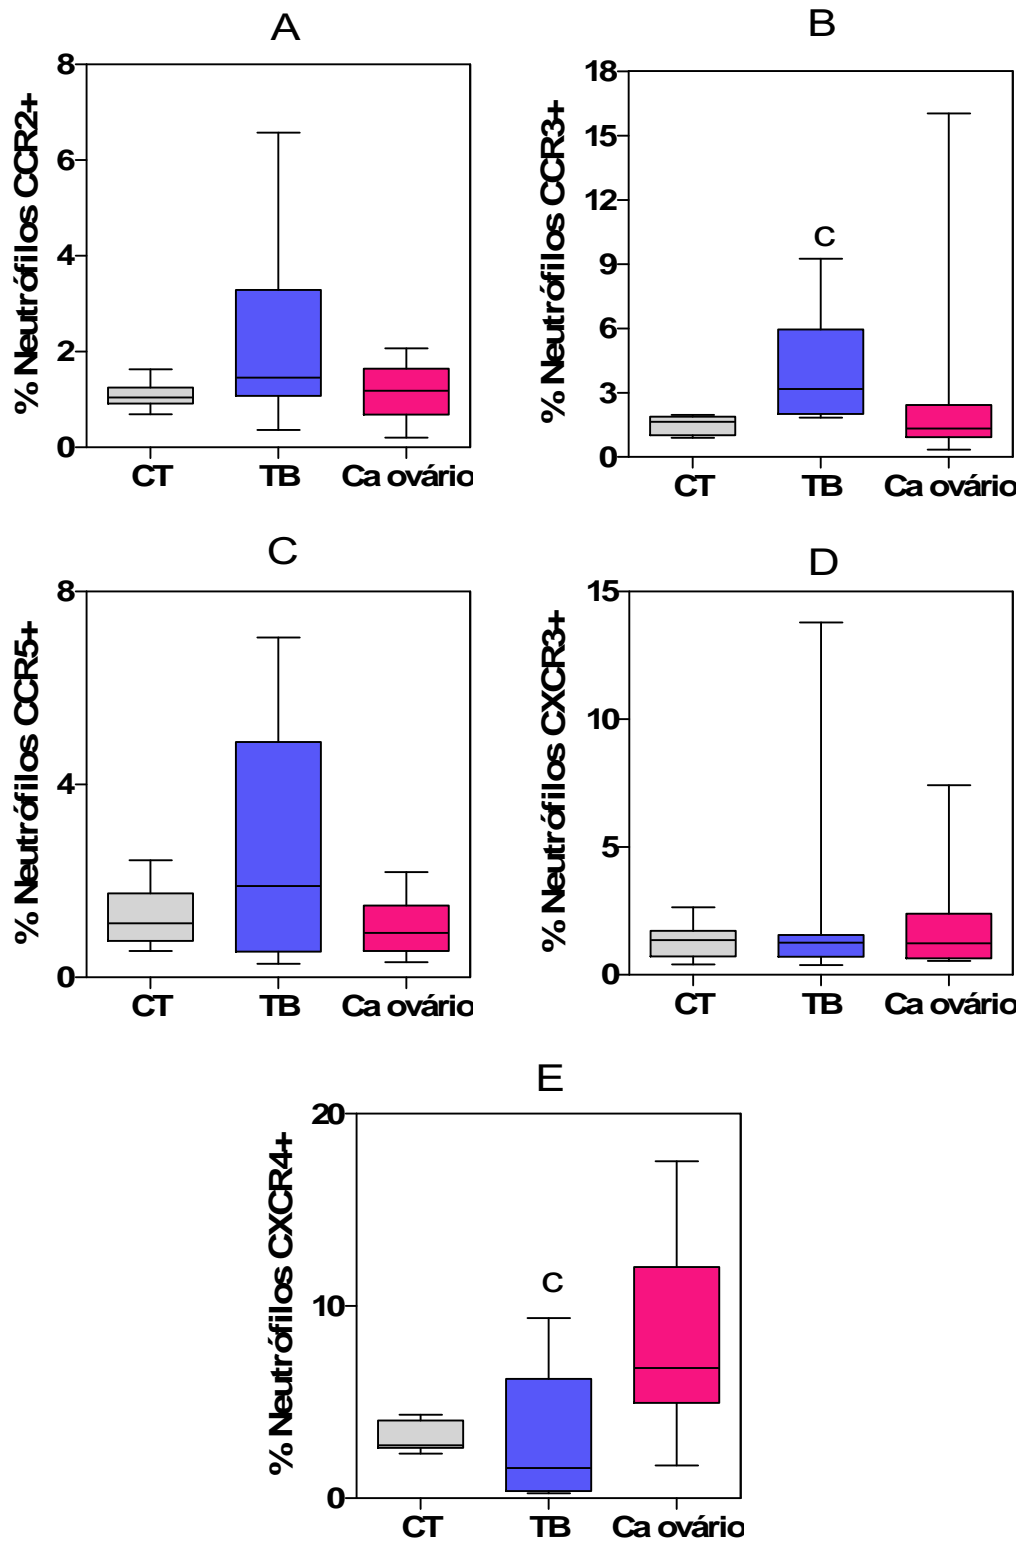 A
% Neutrófilos CCR2+
8
6
4
2
0
CT TB Ca ovário
B
% Neutrófilos CCR3+
18
15
12
9
6
3
0
C
CT TB Ca ovário
C
% Neutrófilos CCR5+
8
4
0
CT TB Ca ovário
D
% Neutrófilos CXCR3+
15
10
5
0
CT TB Ca ovário
E
% Neutrófilos CXCR4+
20
10
0
C
CT TB Ca ovário